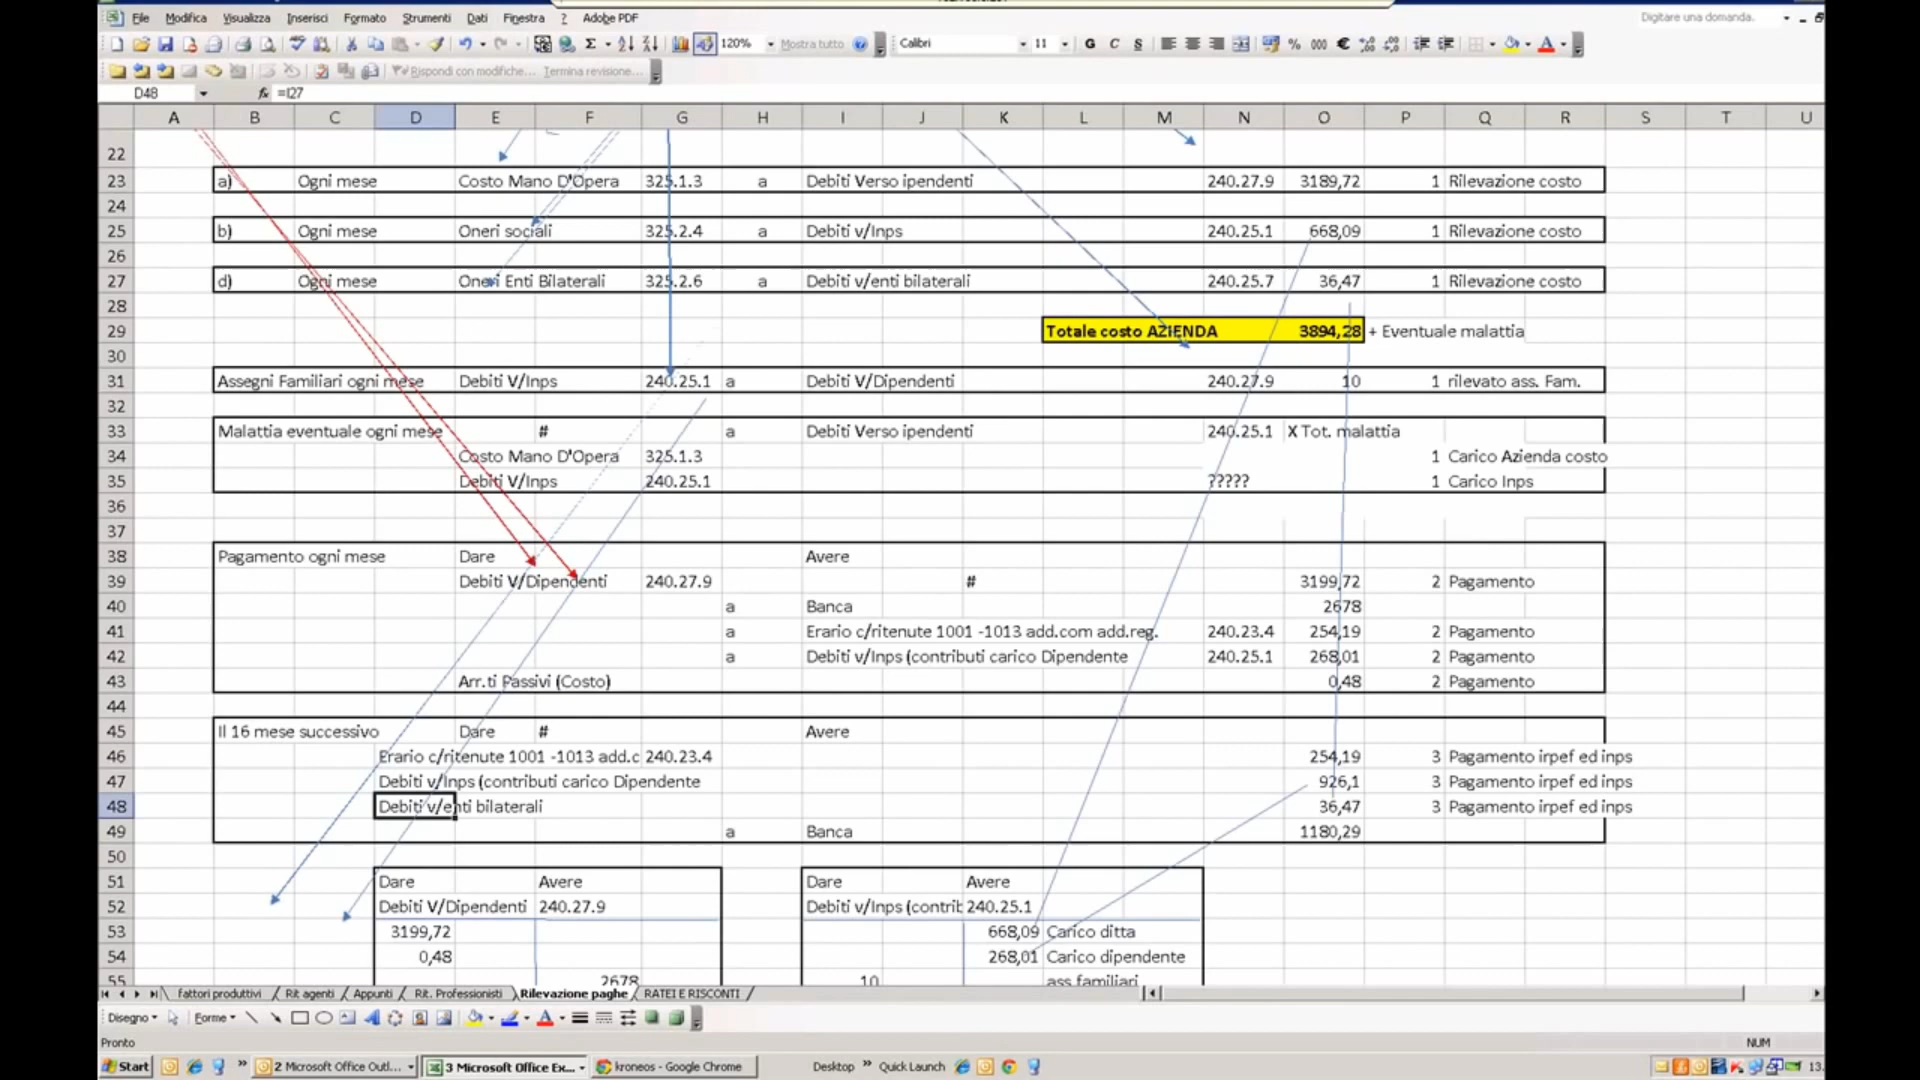 File Modifica Visualizza Inserisci Formato Strumenti Dati Finestra ? Adobe PDF Digitare una domanda.
120% Mostra tutto Calibri 11 G C S % 000 €
Rispondi con modifiche... Termina revisione...
D48 fx =I27
A B C D E F G H I J K L M N O P Q R S T U
22
23 a) Ogni mese Costo Mano D'Opera 325.1.3 a Debiti Verso ipendenti 240.27.9 3189,72 1 Rilevazione costo
24
25 b) Ogni mese Oneri sociali 325.2.4 a Debiti v/Inps 240.25.1 668,09 1 Rilevazione costo
26
27 d) Ogni mese Oneri Enti Bilaterali 325.2.6 a Debiti v/enti bilaterali 240.25.7 36,47 1 Rilevazione costo
28
29 Totale costo AZIENDA 3894,28 + Eventuale malattia
30
31 Assegni Familiari ogni mese Debiti V/Inps 240.25.1 a Debiti V/Dipendenti 240.27.9 10 1 rilevato ass. Fam.
32
33 Malattia eventuale ogni mese # a Debiti Verso ipendenti 240.25.1 X Tot. malattia
34 Costo Mano D'Opera 325.1.3 1 Carico Azienda costo
35 Debiti V/Inps 240.25.1 ????? 1 Carico Inps
36
37
38 Pagamento ogni mese Dare Avere
39 Debiti V/Dipendenti 240.27.9 # 3199,72 2 Pagamento
40 a Banca 2678
41 a Erario c/ritenute 1001 -1013 add.com add.reg. 240.23.4 254,19 2 Pagamento
42 a Debiti v/Inps (contributi carico Dipendente 240.25.1 268,01 2 Pagamento
43 Arr.ti Passivi (Costo) 0,48 2 Pagamento
44
45 Il 16 mese successivo Dare # Avere
46 Erario c/ritenute 1001 -1013 add.c 240.23.4 254,19 3 Pagamento irpef ed inps
47 Debiti v/Inps (contributi carico Dipendente 926,1 3 Pagamento irpef ed inps
48 Debiti v/enti bilaterali 36,47 3 Pagamento irpef ed inps
49 a Banca 1180,29
50
51 Dare Avere Dare Avere
52 Debiti V/Dipendenti 240.27.9 Debiti v/Inps (contrib 240.25.1
53 3199,72 668,09 Carico ditta
54 0,48 268,01 Carico dipendente
55 2678 10 ass familiari
fattori produttivi Rit agenti Appunti Rit. Professionisti Rilevazione paghe RATEI E RISCONTI
Disegno Forme
Pronto NUM
Start 2 Microsoft Office Outl... 3 Microsoft Office Ex... kroneos - Google Chrome Desktop Quick Launch 13.